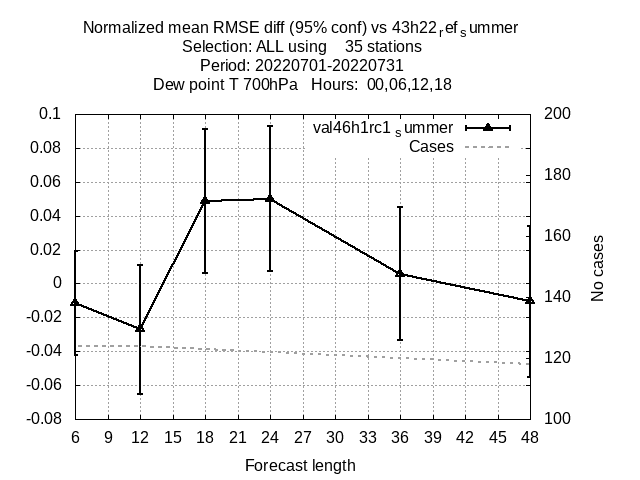 Normalized mean RMSE diff (95% conf) vs 43h22refsummer
Selection: ALL using 35 stations
Period: 20220701-20220731
Dew point T 700hPa Hours: 00,06,12,18
val46h1rc1summer
Cases
0.1
0.08
0.06
0.04
0.02
0
-0.02
-0.04
-0.06
-0.08
200
180
160
140
120
100
No cases
6 9 12 15 18 21 24 27 30 33 36 39 42 45 48
Forecast length